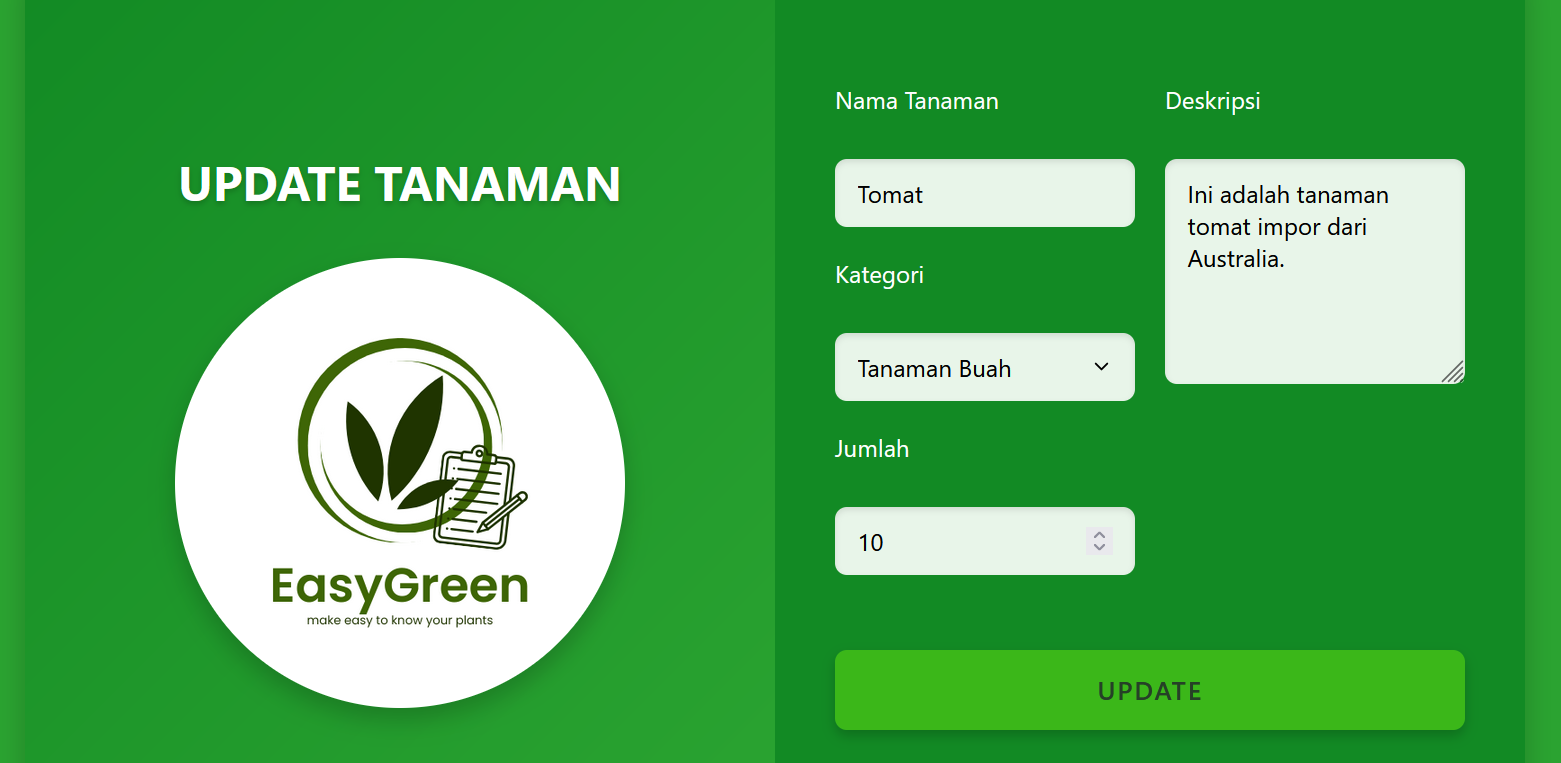 UPDATE TANAMAN
EasyGreen
make easy to know your plants
Nama Tanaman
Tomat
Kategori
Tanaman Buah
Jumlah
10
Deskripsi
Ini adalah tanaman
tomat impor dari
Australia.
UPDATE